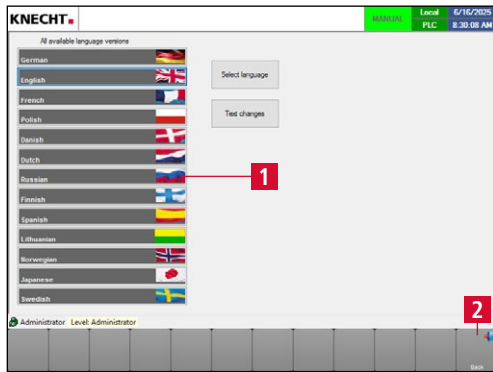 KNECHT
MANUAL
Local
6/16/2025
PLC
8:30:08 AM
All available language versions
German
English
French
Polish
Danish
Dutch
Russian
Finnish
Spanish
Lithuanian
Norwegian
Japanese
Swedish
Select language
Text changes
1
2
Administrator Level: Administrator
Back